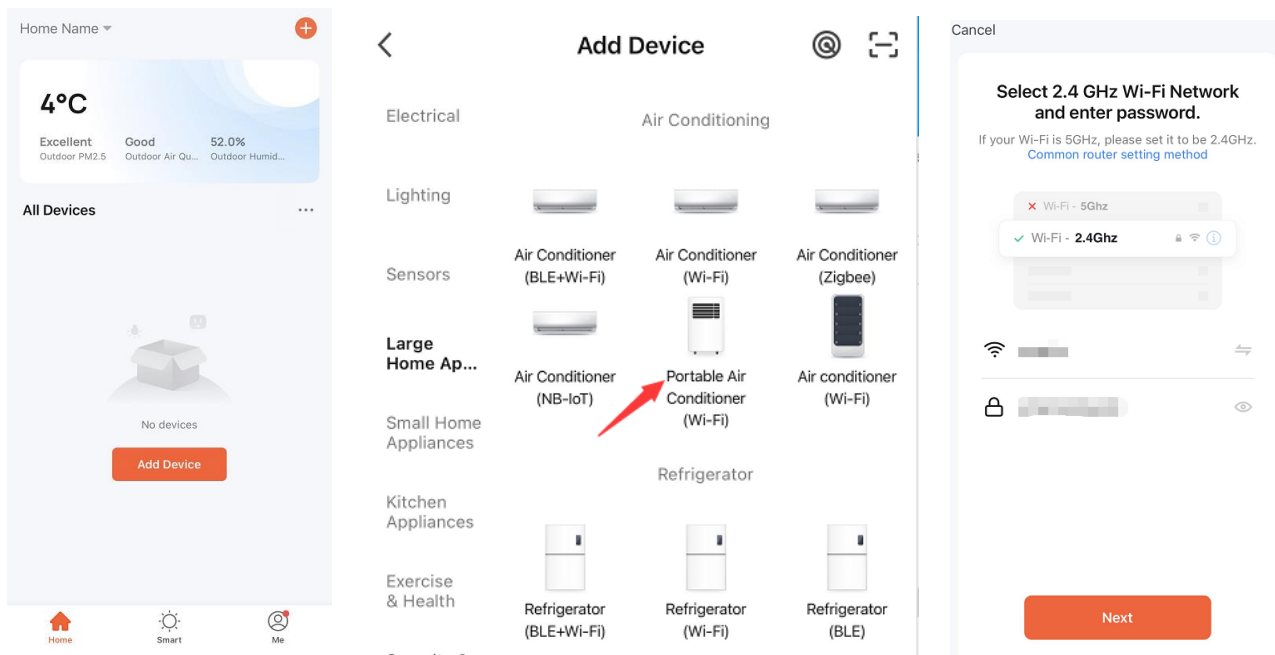 Home Name
4°C
Excellent
Good
52.0%
Outdoor PM2.5
Outdoor Air Qu...
Outdoor Humid...
All Devices
No devices
Add Device
Home
Smart
Me
Add Device
Electrical
Lighting
Sensors
Large
Home Ap...
Small Home
Appliances
Kitchen
Appliances
Exercise
& Health
Air Conditioning
Air Conditioner
(BLE+Wi-Fi)
Air Conditioner
(Wi-Fi)
Air Conditioner
(Zigbee)
Air Conditioner
(NB-IoT)
Portable Air
Conditioner
(Wi-Fi)
Air conditioner
(Wi-Fi)
Refrigerator
Refrigerator
(BLE+Wi-Fi)
Refrigerator
(Wi-Fi)
Refrigerator
(BLE)
Cancel
Select 2.4 GHz Wi-Fi Network
and enter password.
If your Wi-Fi is 5GHz, please set it to be 2.4GHz.
Common router setting method
Wi-Fi - 5Ghz
Wi-Fi - 2.4Ghz
Next